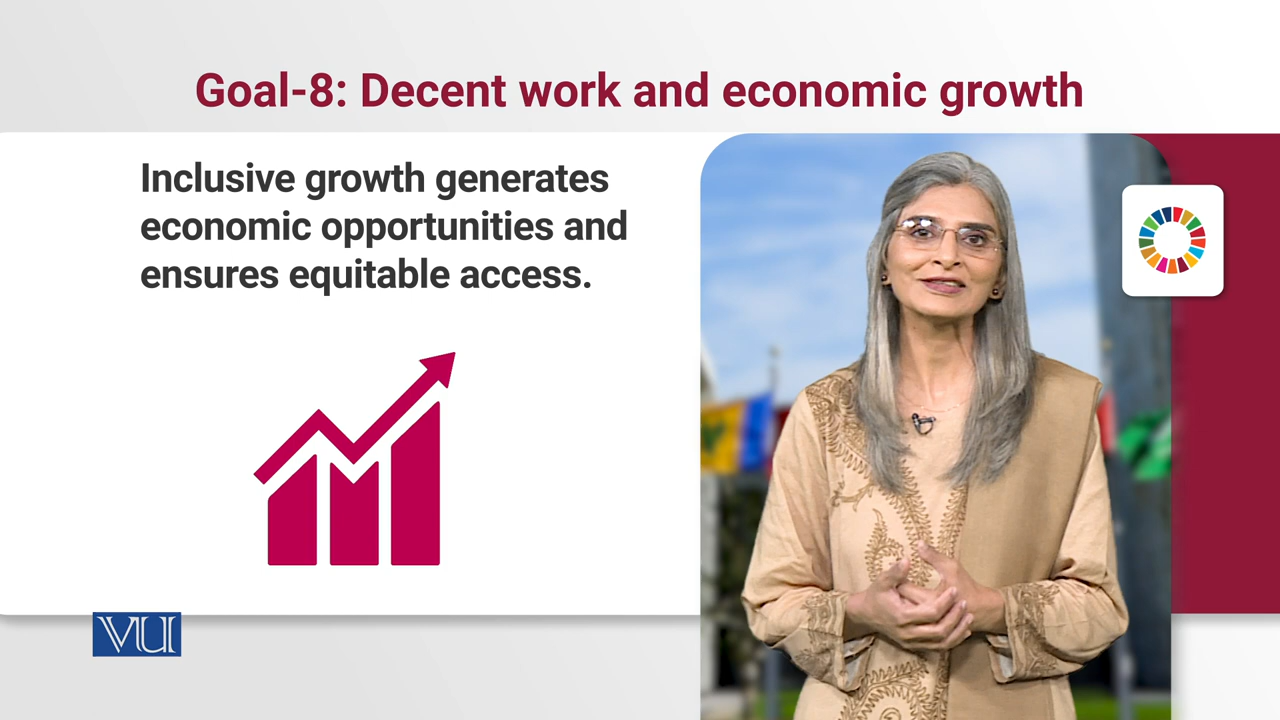 Goal-8: Decent work and economic growth
Inclusive growth generates
economic opportunities and
ensures equitable access.
VU